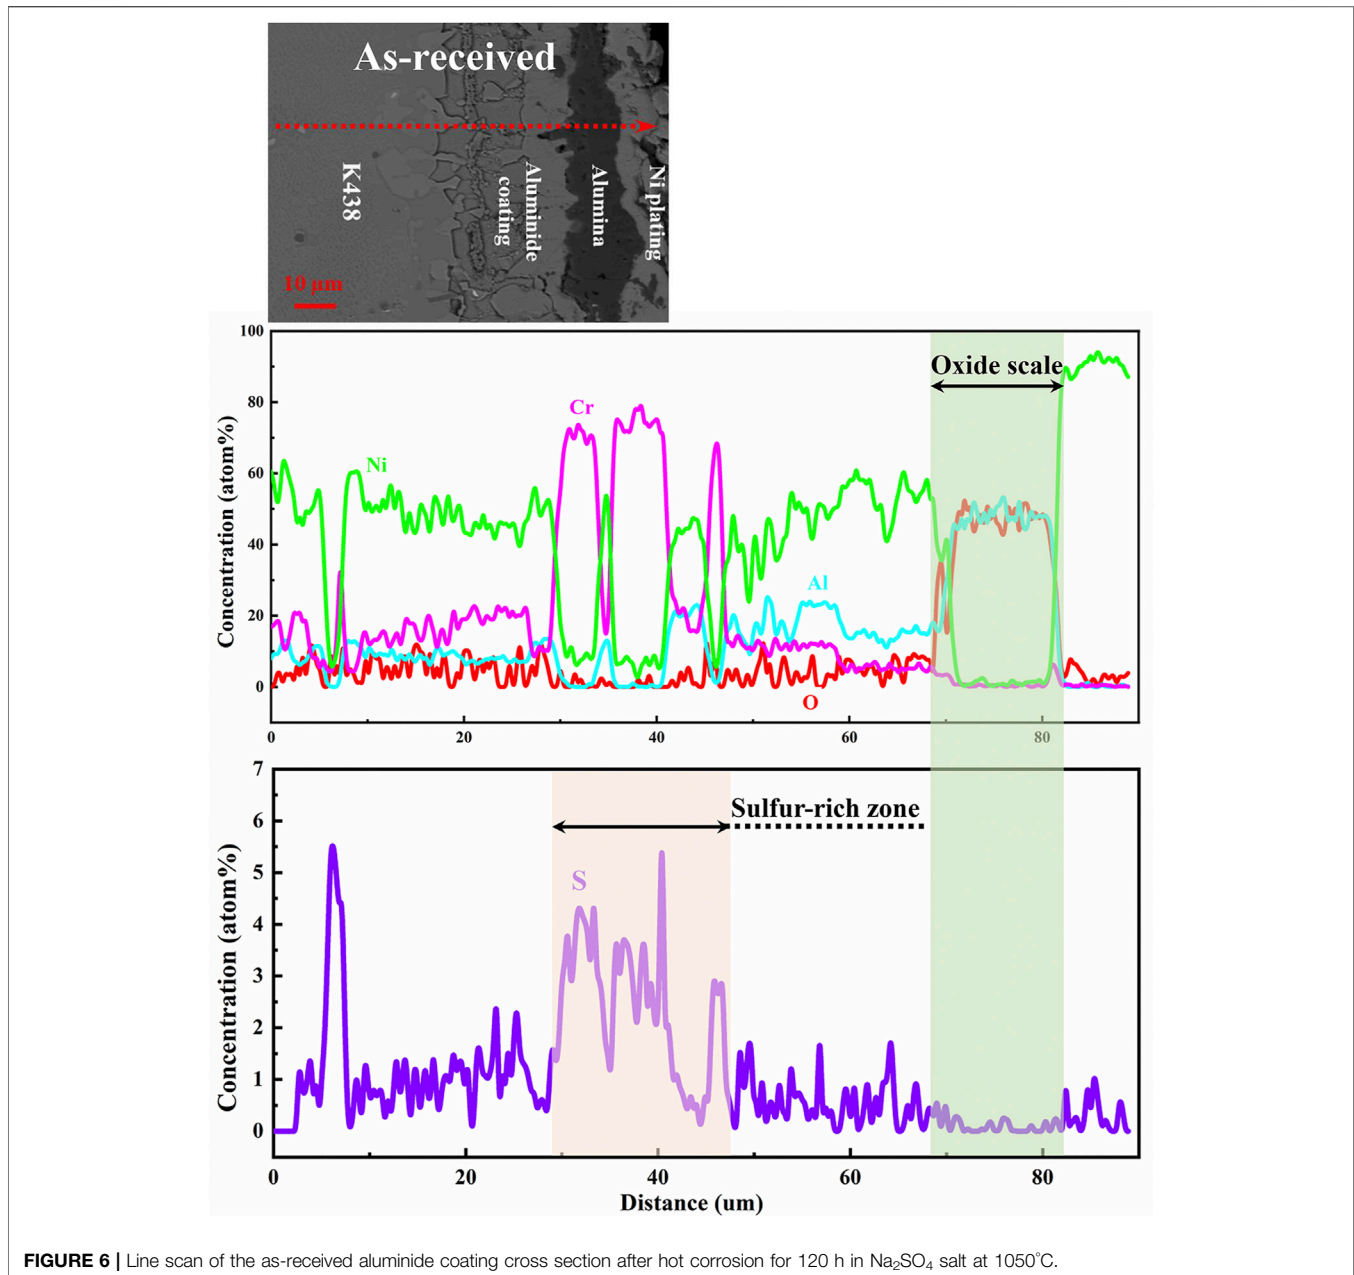 As-received
K438
Aluminide
coating
Alumina
Ni plating
10 μm
100
80
60
40
20
0
Concentration (atom%)
Oxide scale
Cr
Ni
Al
O
0
20
40
60
80
7
6
5
4
3
2
1
0
Concentration (atom%)
Sulfur-rich zone
S
0
20
40
60
80
Distance (um)
FIGURE 6 | Line scan of the as-received aluminide coating cross section after hot corrosion for 120 h in Na₂SO₄ salt at 1050°C.